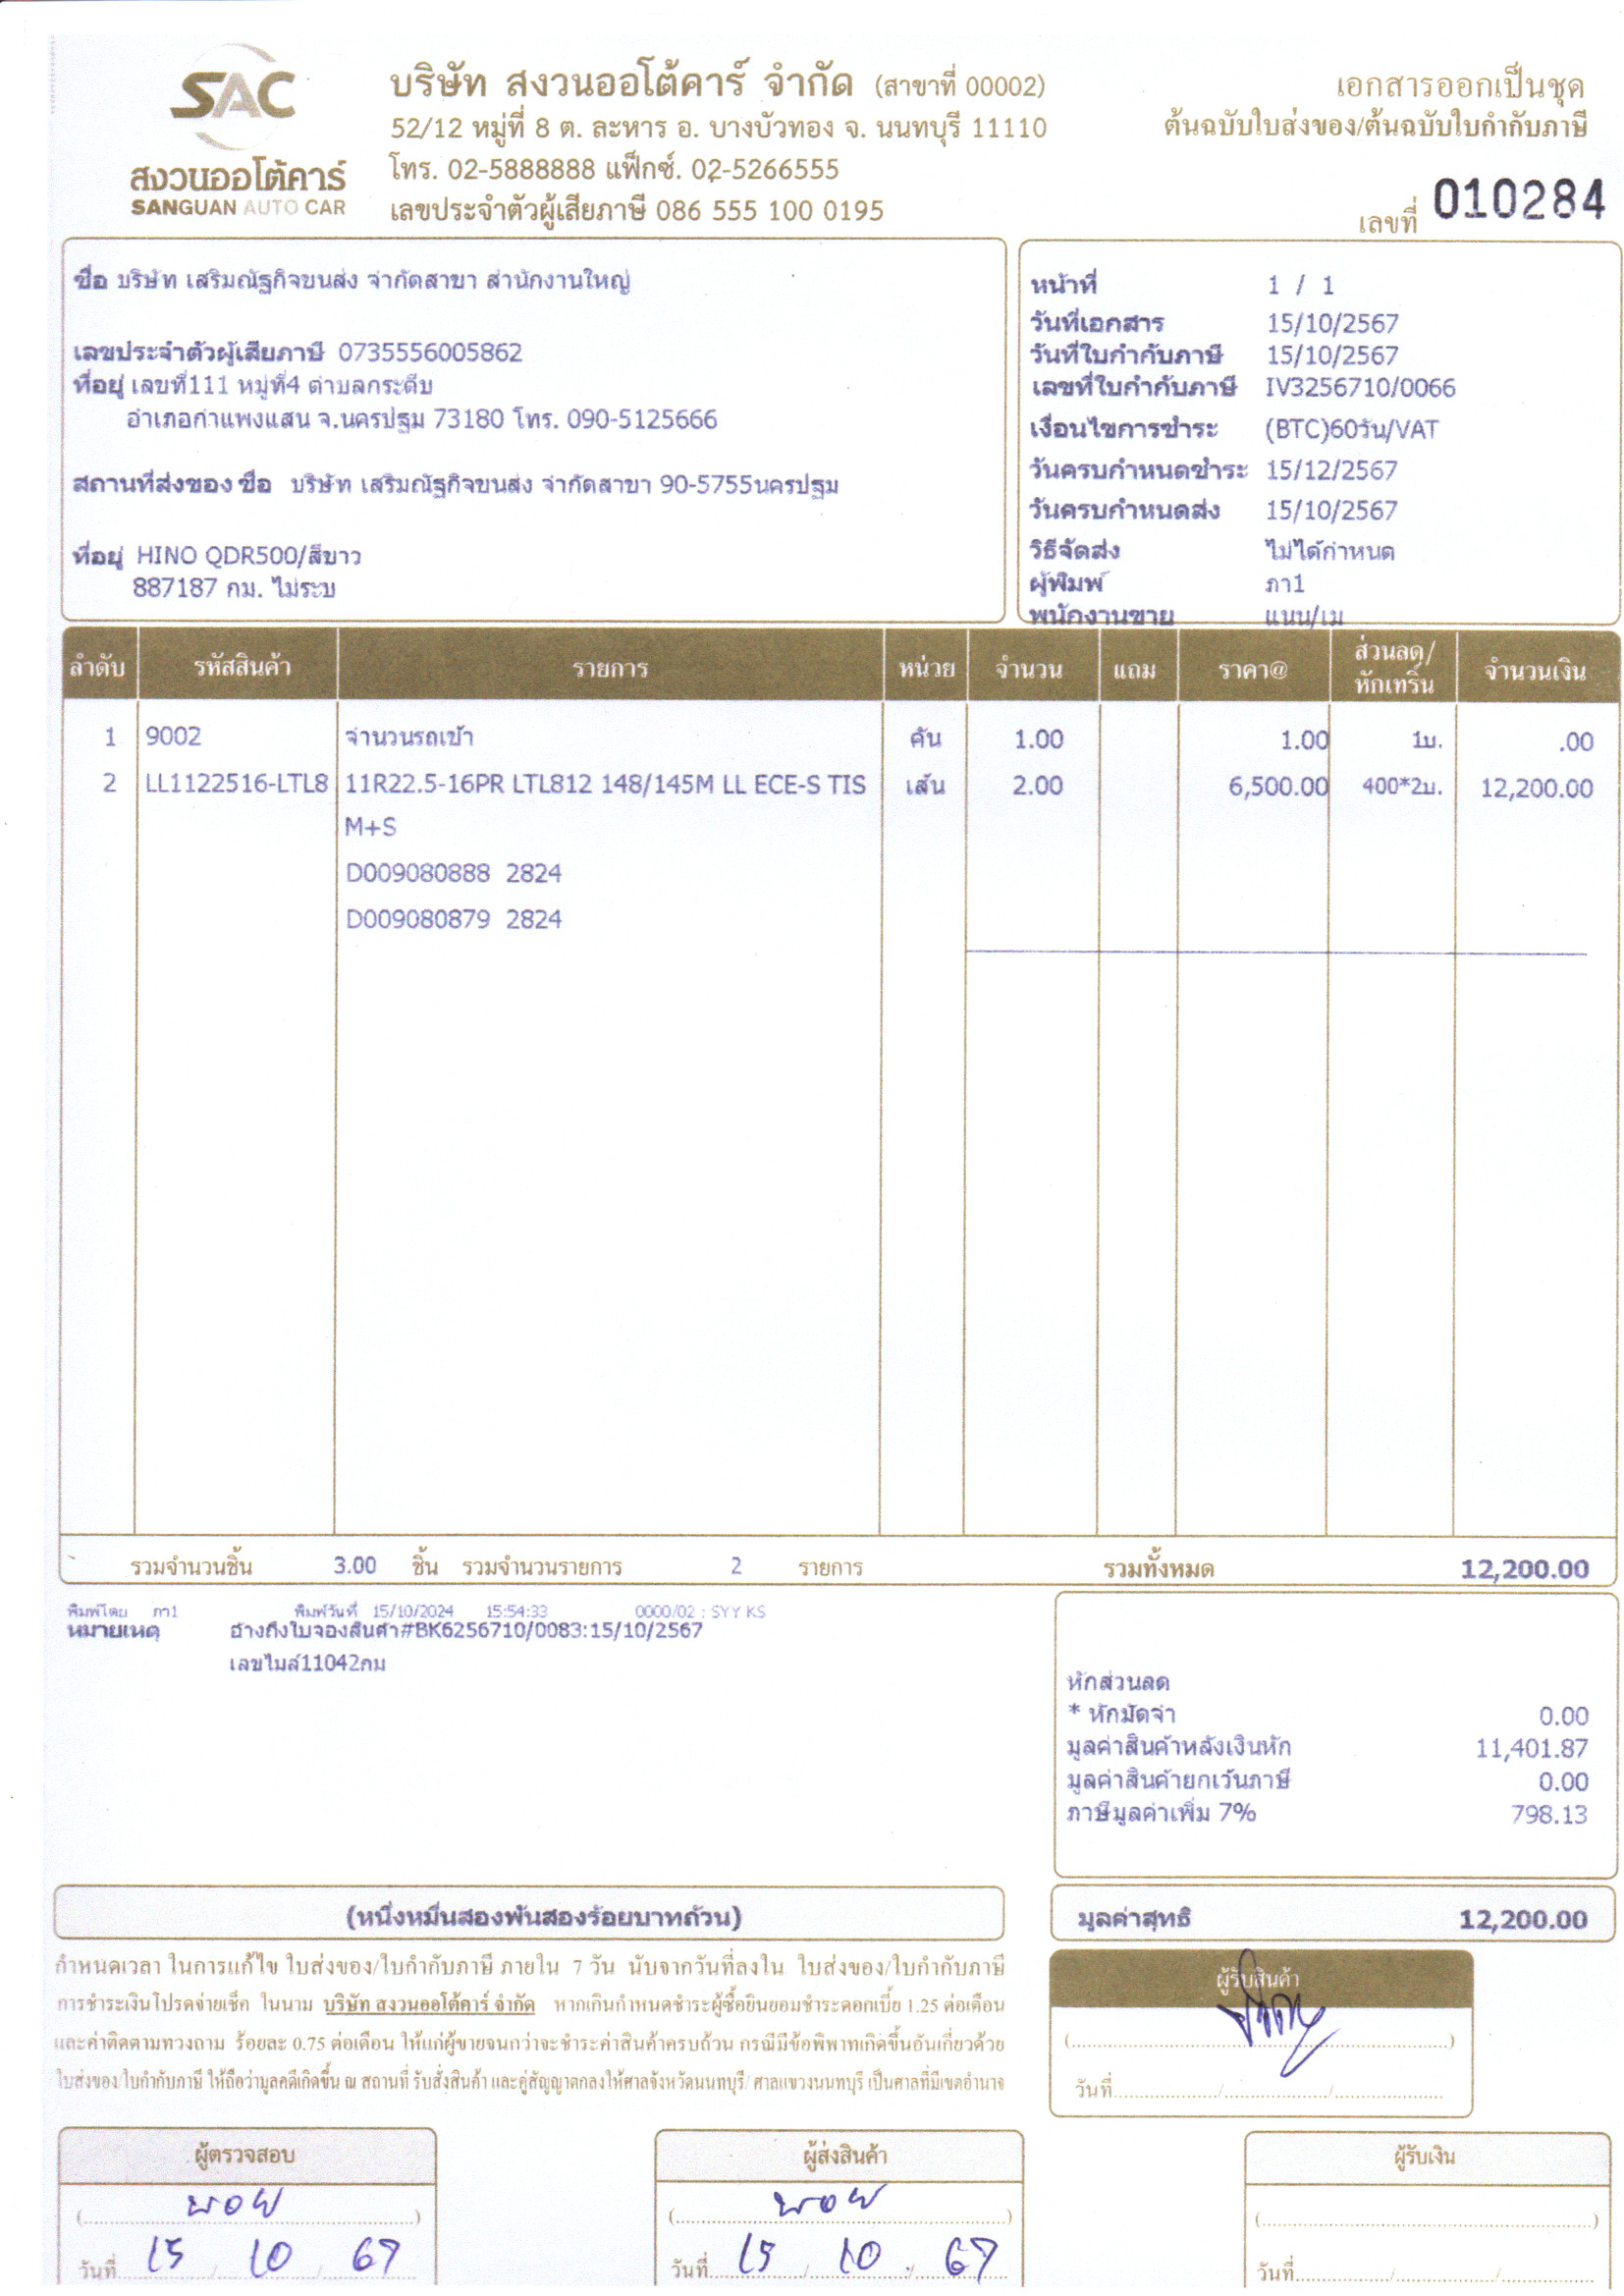 SAC
สงวนออโต้คาร์
SANGUAN AUTO CAR
บริษัท สงวนออโต้คาร์ จำกัด (สาขาที่ 00002)
52/12 หมู่ที่ 8 ต. ละหาร อ. บางบัวทอง จ. นนทบุรี 11110
โทร. 02-5888888 แฟ็กซ์. 02-5266555
เลขประจำตัวผู้เสียภาษี 086 555 100 0195
เอกสารออกเป็นชุด
ต้นฉบับใบส่งของ/ต้นฉบับใบกำกับภาษี
เลขที่ 010284
ชื่อ บริษัท เสริมณัฐกิจขนส่ง จำกัดสาขา สำนักงานใหญ่
เลขประจำตัวผู้เสียภาษี 0735556005862
ที่อยู่ เลขที่111 หมู่ที่4 ตำบลกระตีบ
อำเภอกำแพงแสน จ.นครปฐม 73180 โทร. 090-5125666
สถานที่ส่งของ ชื่อ บริษัท เสริมณัฐกิจขนส่ง จำกัดสาขา 90-5755นครปฐม
ที่อยู่ HINO QDR500/สีขาว
887187 กม. ไม่ระบ
หน้าที่ 1 / 1
วันที่เอกสาร 15/10/2567
วันที่ใบกำกับภาษี 15/10/2567
เลขที่ใบกำกับภาษี IV3256710/0066
เงื่อนไขการชำระ (BTC)60วัน/VAT
วันครบกำหนดชำระ 15/12/2567
วันครบกำหนดส่ง 15/10/2567
วิธีจัดส่ง ไม่ได้กำหนด
ผู้พิมพ์ ภา1
พนักงานขาย แนน/เม
ลำดับ รหัสสินค้า รายการ หน่วย จำนวน แถม ราคา@ ส่วนลด/หักเทริ์น จำนวนเงิน
1 9002 จำนวนรถเข้า คัน 1.00 1.00 1บ. .00
2 LL1122516-LTL8 11R22.5-16PR LTL812 148/145M LL ECE-S TIS เส้น 2.00 6,500.00 400*2บ. 12,200.00
M+S
D009080888 2824
D009080879 2824
รวมจำนวนชิ้น 3.00 ชิ้น รวมจำนวนรายการ 2 รายการ รวมทั้งหมด 12,200.00
พิมพ์โดย ภา1 พิมพ์วันที่ 15/10/2024 15:54:33 0000/02 : SYY KS
หมายเหตุ อ้างถึงใบจองสินค้า#BK6256710/0083:15/10/2567
เลขไมล์11042กม
หักส่วนลด
* หักมัดจำ 0.00
มูลค่าสินค้าหลังเงินหัก 11,401.87
มูลค่าสินค้ายกเว้นภาษี 0.00
ภาษีมูลค่าเพิ่ม 7% 798.13
(หนึ่งหมื่นสองพันสองร้อยบาทถ้วน)
มูลค่าสุทธิ 12,200.00
กำหนดเวลา ในการแก้ไข ใบส่งของ/ใบกำกับภาษี ภายใน 7 วัน นับจากวันที่ลงใน ใบส่งของ/ใบกำกับภาษี
การชำระเงินโปรดจ่ายเช็ค ในนาม บริษัท สงวนออโต้คาร์ จำกัด หากเกินกำหนดชำระผู้ซื้อยินยอมชำระดอกเบี้ย 1.25 ต่อเดือน
และค่าติดตามทวงถาม ร้อยละ 0.75 ต่อเดือน ให้แก่ผู้ขายจนกว่าจะชำระค่าสินค้าครบถ้วน กรณีมีข้อพิพาทเกิดขึ้นอันเกี่ยวด้วย
ใบส่งของ/ใบกำกับภาษี ให้ถือว่ามูลคดีเกิดขึ้น ณ สถานที่ รับสั่งสินค้า และคู่สัญญาตกลงให้ศาลจังหวัดนนทบุรี/ ศาลแขวงนนทบุรี เป็นศาลที่มีเขตอำนาจ
ผู้รับสินค้า
วันที่
ผู้ตรวจสอบ
พลอย
วันที่ 15 / 10 / 67
ผู้ส่งสินค้า
พลอย
วันที่ 15 / 10 / 67
ผู้รับเงิน
วันที่